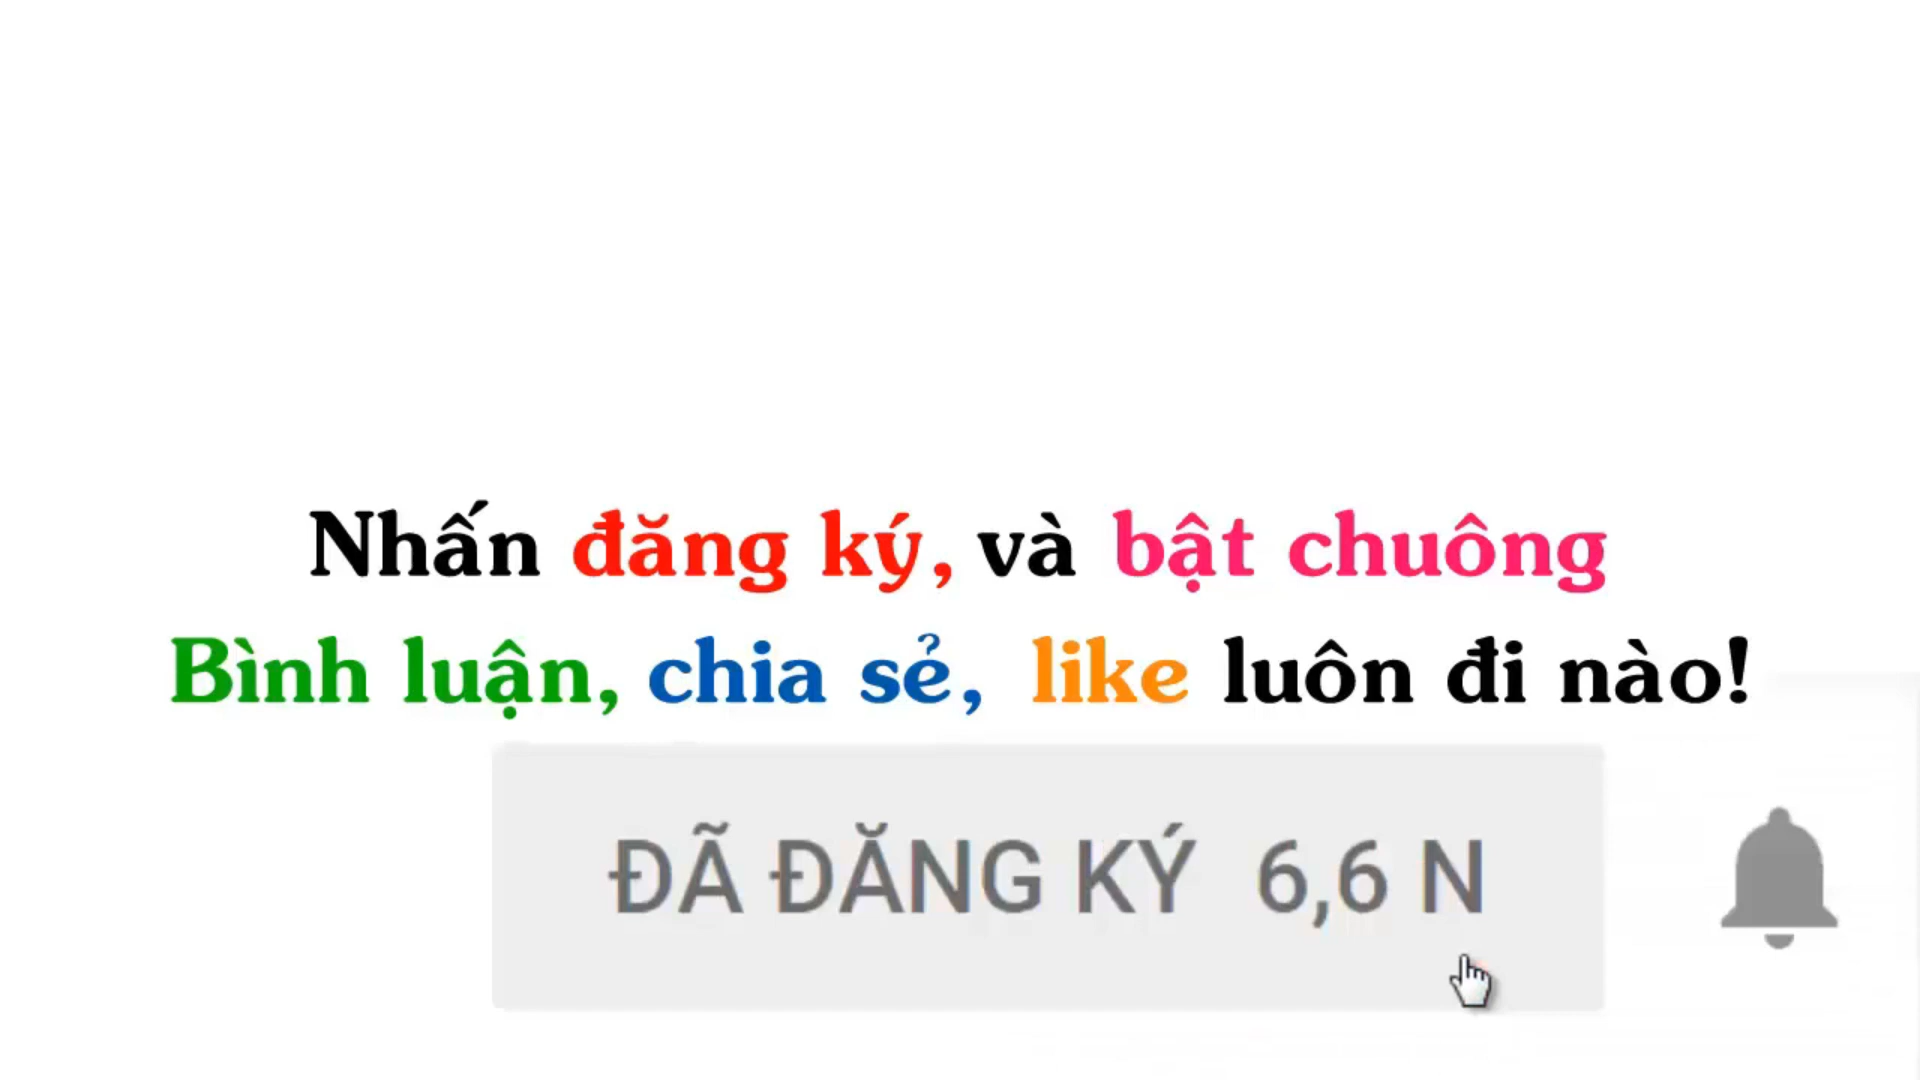 Nhấn đăng ký, và bật chuông
Bình luận, chia sẻ, like luôn đi nào!
ĐÃ ĐĂNG KÝ 6,6 N